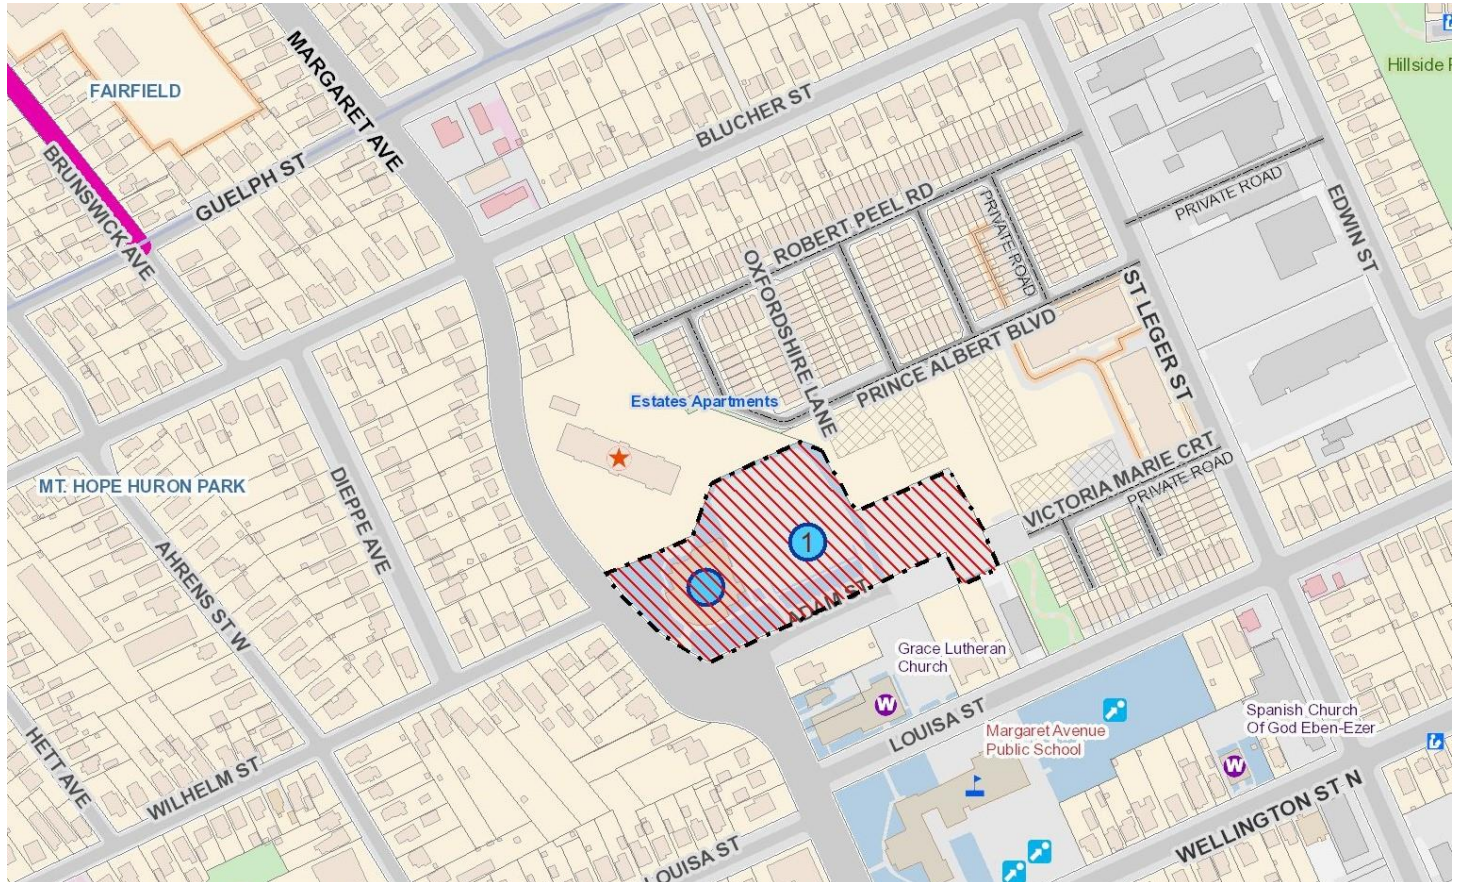 MARGARET AVE
FAIRFIELD
Hillside
BLUCHER ST
BRUNSWICK AVE
GUELPH ST
ROBERT PEEL RD
PRIVATE ROAD
PRIVATE ROAD
EDWIN ST
OXFORDSHIRE LANE
ST LEGER ST
PRINCE ALBERT BLVD
Estates Apartments
VICTORIA MARIE CRT
PRIVATE ROAD
MT. HOPE HURON PARK
DIEPPE AVE
AHRENS ST W
1
ADAM ST
Grace Lutheran
Church
W
LOUISA ST
Margaret Avenue
Public School
Spanish Church
Of God Eben-Ezer
W
HETT AVE
WILHELM ST
WELLINGTON ST N
LOUISA ST